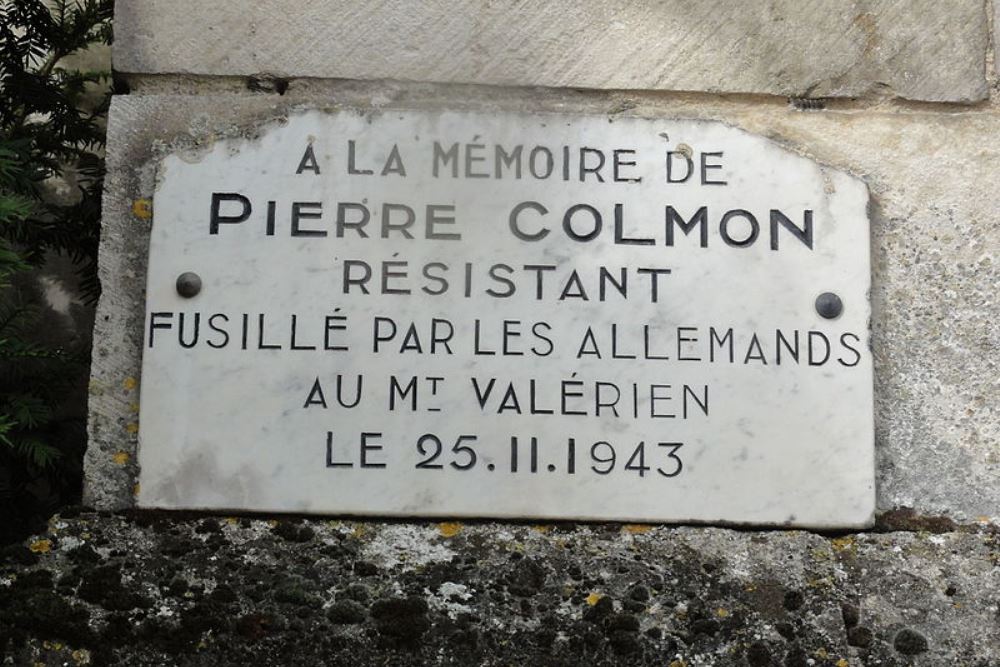 A LA MÉMOIRE DE
PIERRE COLMON
RÉSISTANT
FUSILLÉ PAR LES ALLEMANDS
AU MT VALÉRIEN
LE 25.11.1943